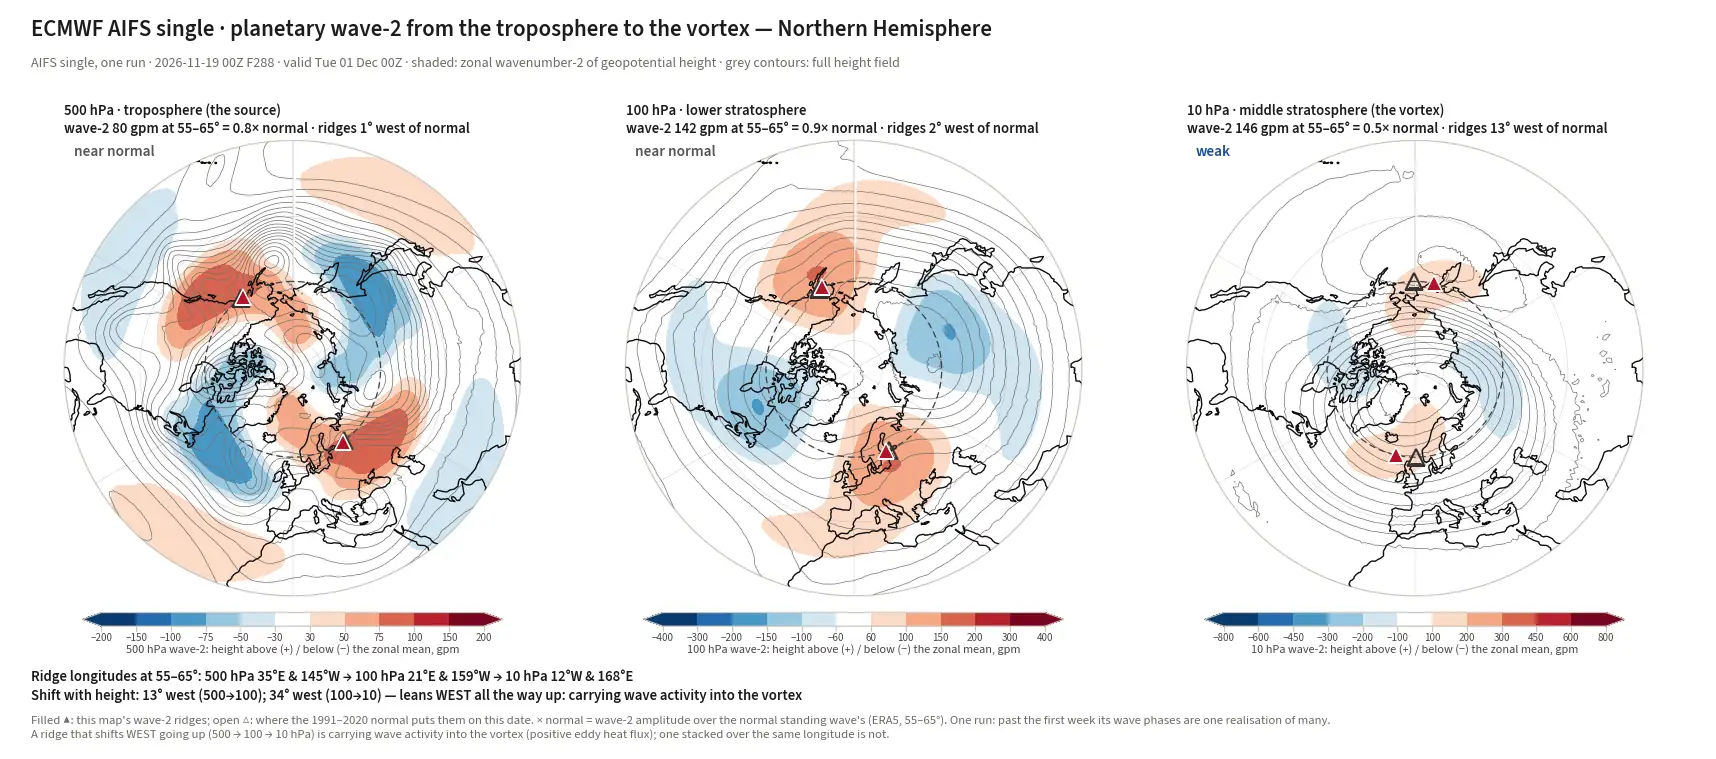 ECMWF AIFS single · planetary wave-2 from the troposphere to the vortex — Northern Hemisphere
AIFS single, one run · 2026-11-19 00Z F288 · valid Tue 01 Dec 00Z · shaded: zonal wavenumber-2 of geopotential height · grey contours: full height field
500 hPa · troposphere (the source)
wave-2 80 gpm at 55–65° = 0.8× normal · ridges 1° west of normal
near normal
100 hPa · lower stratosphere
wave-2 142 gpm at 55–65° = 0.9× normal · ridges 2° west of normal
near normal
10 hPa · middle stratosphere (the vortex)
wave-2 146 gpm at 55–65° = 0.5× normal · ridges 13° west of normal
weak
−200 −150 −100 −75 −50 −30 30 50 75 100 150 200
500 hPa wave-2: height above (+) / below (−) the zonal mean, gpm
−400 −300 −200 −150 −100 −60 60 100 150 200 300 400
100 hPa wave-2: height above (+) / below (−) the zonal mean, gpm
−800 −600 −450 −300 −200 −100 100 200 300 450 600 800
10 hPa wave-2: height above (+) / below (−) the zonal mean, gpm
Ridge longitudes at 55–65°: 500 hPa 35°E & 145°W → 100 hPa 21°E & 159°W → 10 hPa 12°W & 168°E
Shift with height: 13° west (500→100); 34° west (100→10) — leans WEST all the way up: carrying wave activity into the vortex
Filled ▲: this map's wave-2 ridges; open △: where the 1991–2020 normal puts them on this date. × normal = wave-2 amplitude over the normal standing wave's (ERA5, 55–65°). One run: past the first week its wave phases are one realisation of many.
A ridge that shifts WEST going up (500 → 100 → 10 hPa) is carrying wave activity into the vortex (positive eddy heat flux); one stacked over the same longitude is not.